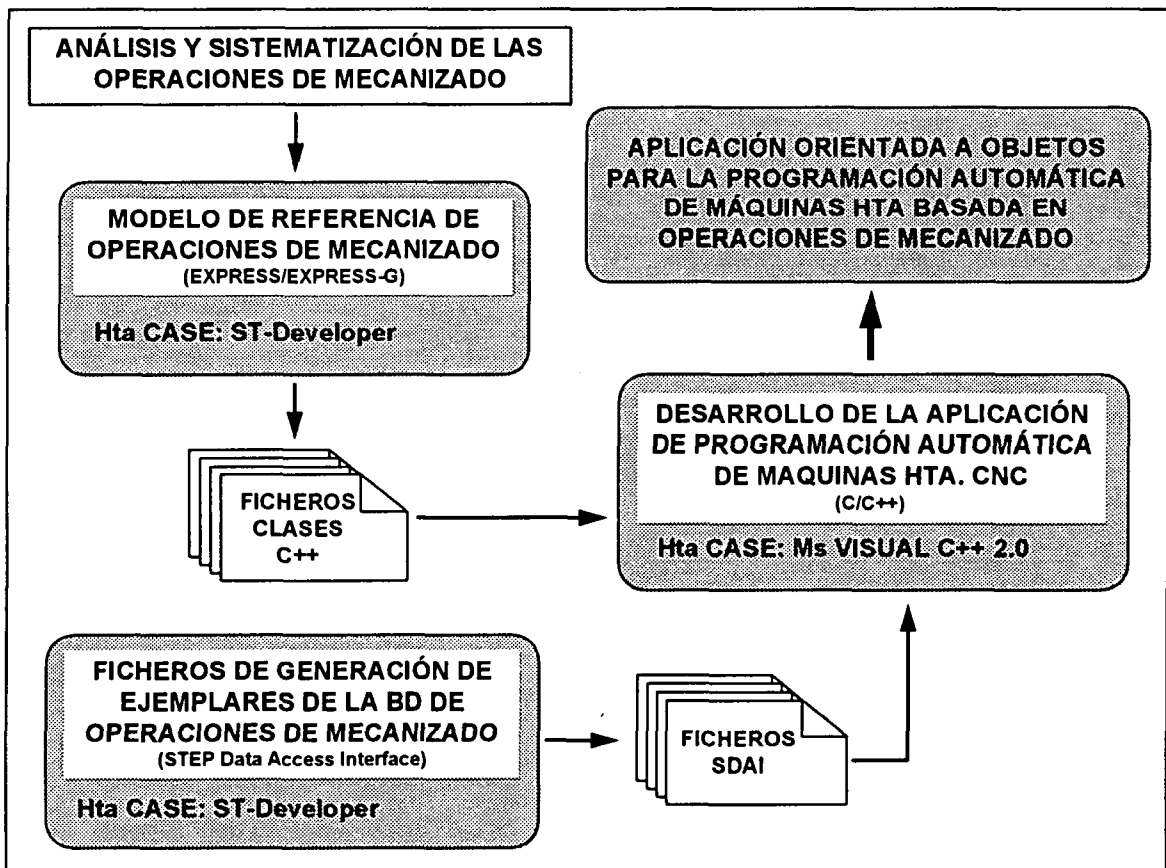 ANÁLISIS Y SISTEMATIZACIÓN DE LAS
OPERACIONES DE MECANIZADO
MODELO DE REFERENCIA DE
OPERACIONES DE MECANIZADO
(EXPRESS/EXPRESS-G)
Hta CASE: ST-Developer
FICHEROS
CLASES
C++
FICHEROS DE GENERACIÓN DE
EJEMPLARES DE LA BD DE
OPERACIONES DE MECANIZADO
(STEP Data Access Interface)
Hta CASE: ST-Developer
FICHEROS
SDAI
DESARROLLO DE LA APLICACIÓN
DE PROGRAMACIÓN AUTOMÁTICA
DE MAQUINAS HTA. CNC
(C/C++)
Hta CASE: Ms VISUAL C++ 2.0
APLICACIÓN ORIENTADA A OBJETOS
PARA LA PROGRAMACIÓN AUTOMÁTICA
DE MÁQUINAS HTA BASADA EN
OPERACIONES DE MECANIZADO